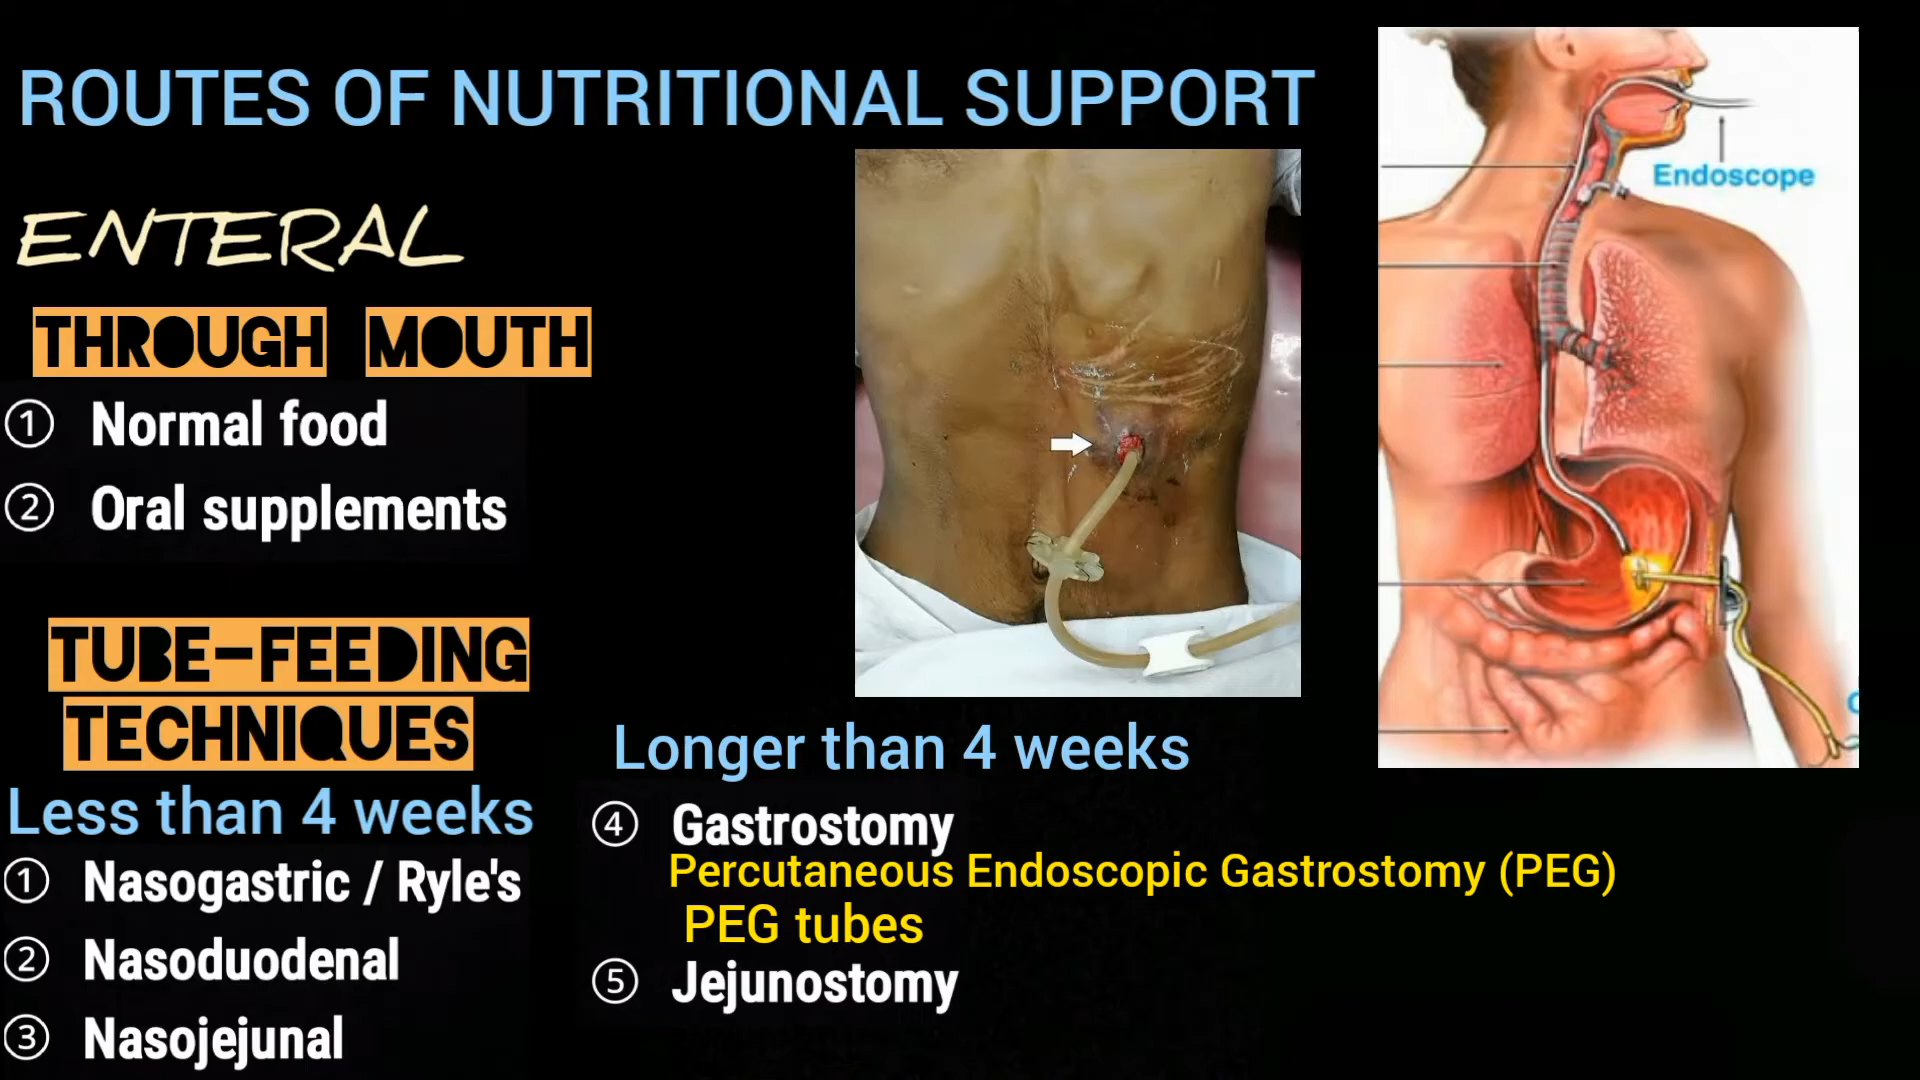 ROUTES OF NUTRITIONAL SUPPORT
ENTERAL
THROUGH MOUTH
① Normal food
② Oral supplements
TUBE-FEEDING
TECHNIQUES
Less than 4 weeks
① Nasogastric / Ryle's
② Nasoduodenal
③ Nasojejunal
Longer than 4 weeks
④ Gastrostomy
Percutaneous Endoscopic Gastrostomy (PEG)
PEG tubes
⑤ Jejunostomy
Endoscope